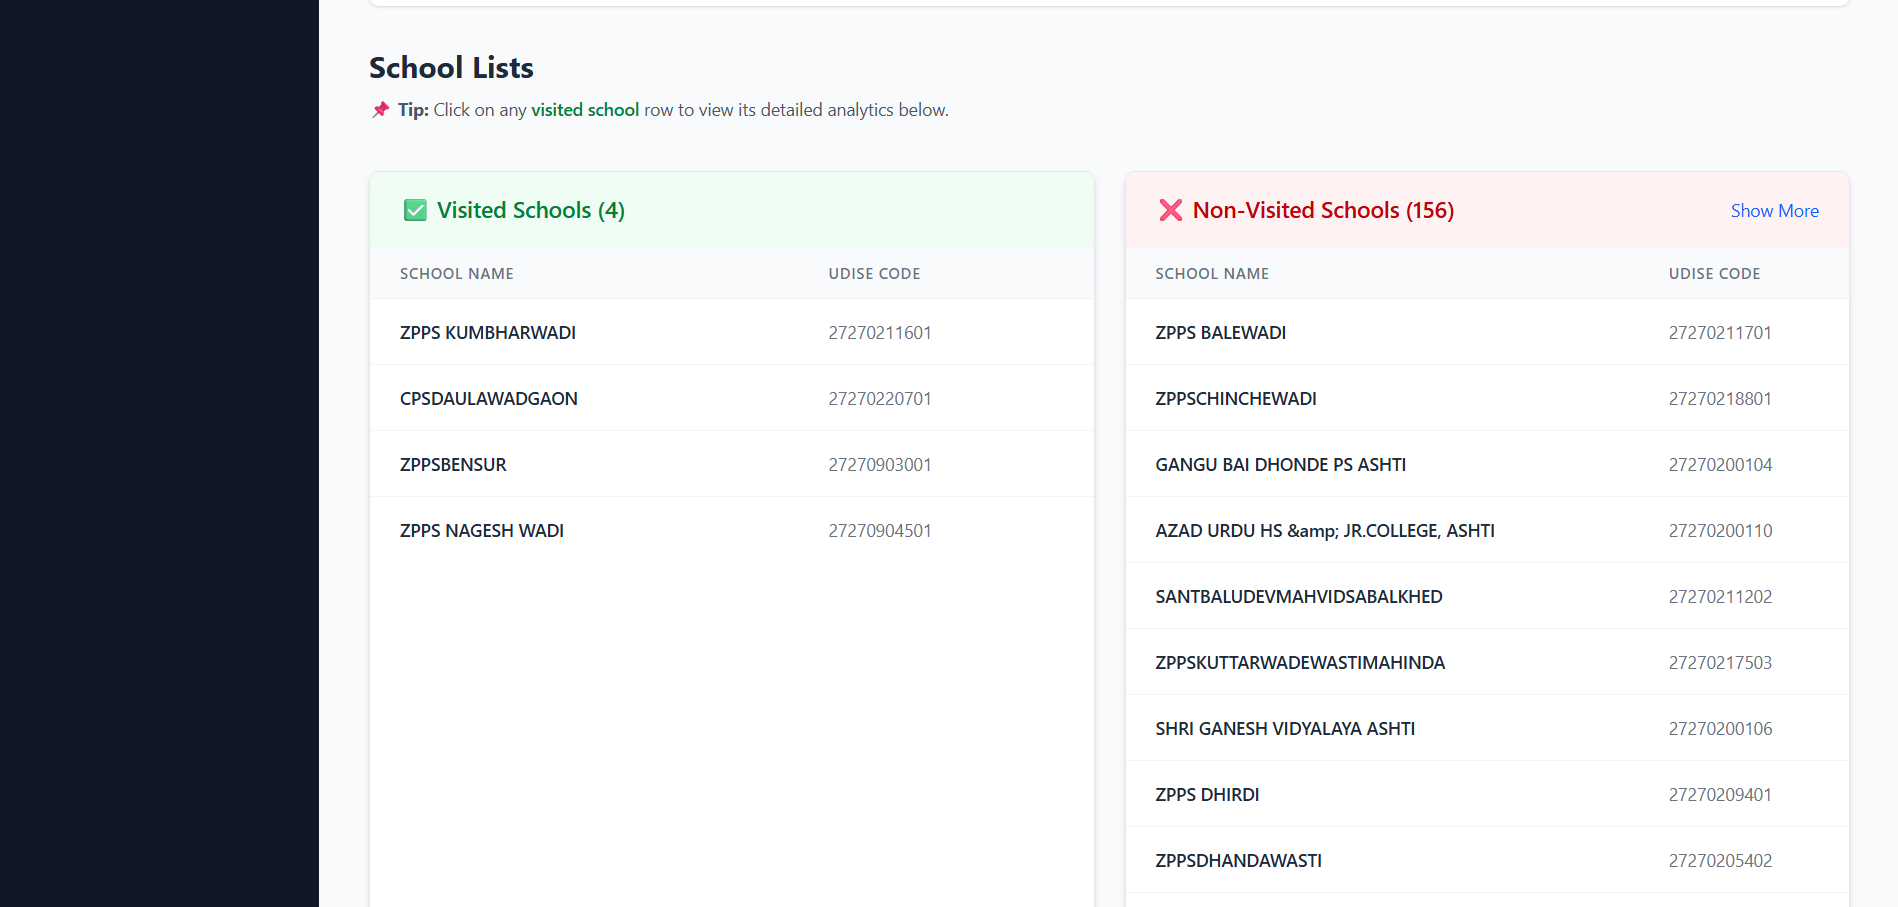 School Lists
📌 Tip: Click on any visited school row to view its detailed analytics below.
✅ Visited Schools (4)
SCHOOL NAME UDISE CODE
ZPPS KUMBHARWADI 27270211601
CPSDAULAWADGAON 27270220701
ZPPSBENSUR 27270903001
ZPPS NAGESH WADI 27270904501
❌ Non-Visited Schools (156) Show More
SCHOOL NAME UDISE CODE
ZPPS BALEWADI 27270211701
ZPPSCHINCHEWADI 27270218801
GANGU BAI DHONDE PS ASHTI 27270200104
AZAD URDU HS &amp; JR.COLLEGE, ASHTI 27270200110
SANTBALUDEVMAHVIDSABALKHED 27270211202
ZPPSKUTTARWADEWASTIMAHINDA 27270217503
SHRI GANESH VIDYALAYA ASHTI 27270200106
ZPPS DHIRDI 27270209401
ZPPSDHANDAWASTI 27270205402